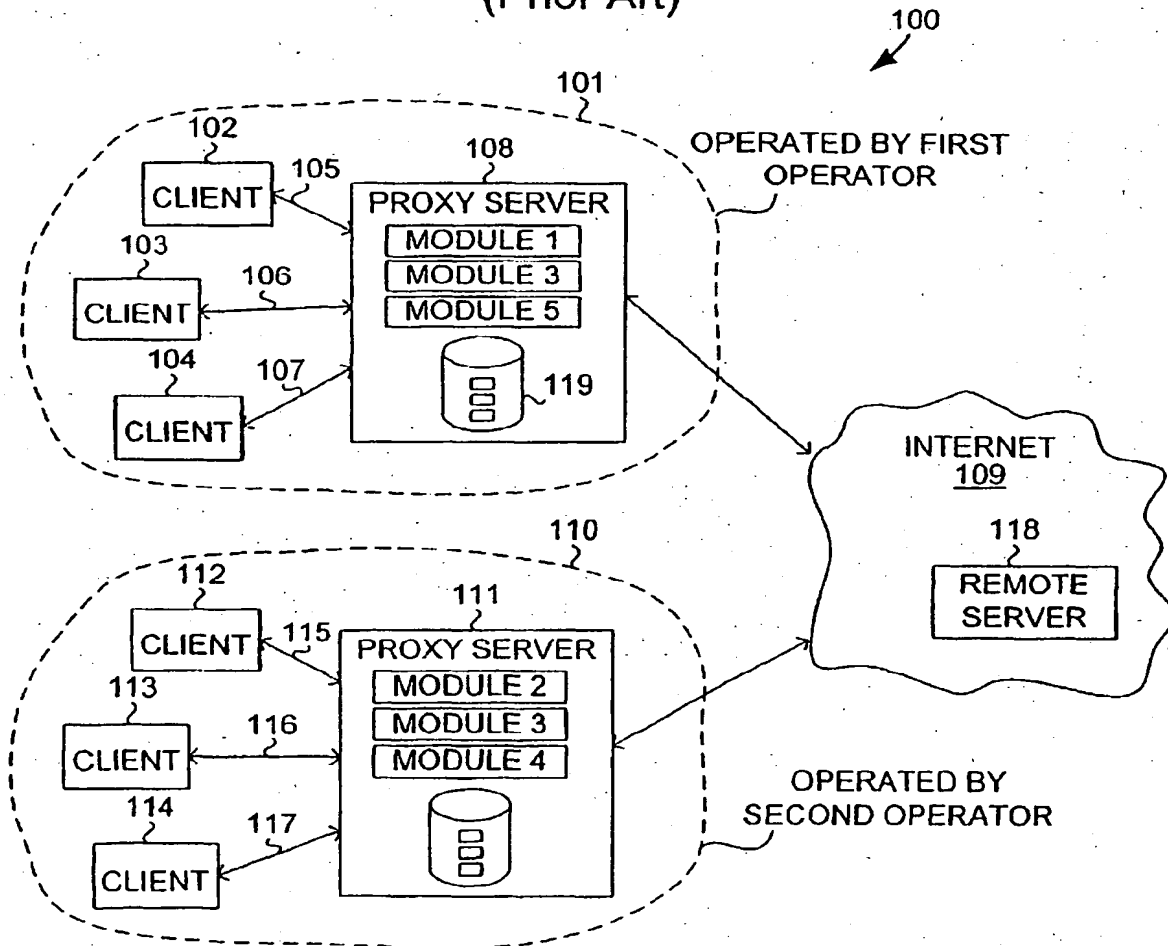 (Prior Art)
100
101
OPERATED BY FIRST
OPERATOR
102
CLIENT
105
108
PROXY SERVER
MODULE 1
MODULE 3
MODULE 5
103
CLIENT
106
104
CLIENT
107
119
INTERNET
109
118
REMOTE
SERVER
110
112
CLIENT
115
111
PROXY SERVER
MODULE 2
MODULE 3
MODULE 4
113
CLIENT
116
114
CLIENT
117
OPERATED BY
SECOND OPERATOR